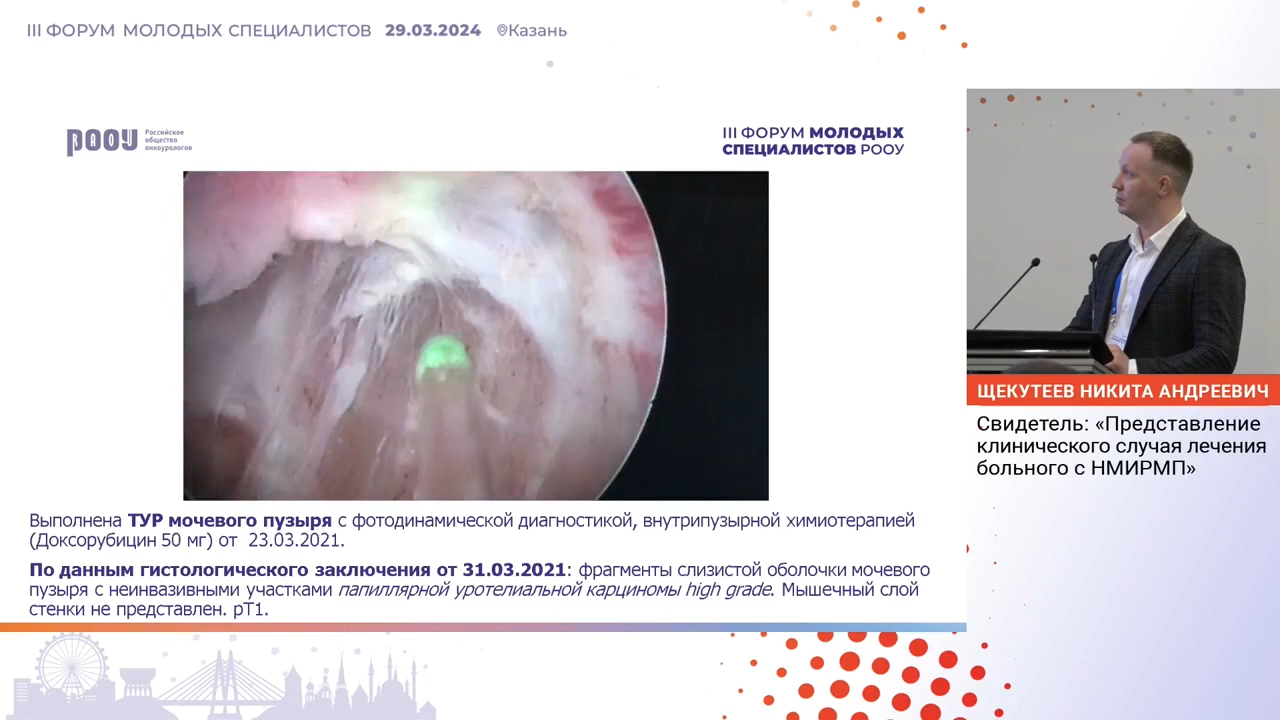 III ФОРУМ МОЛОДЫХ СПЕЦИАЛИСТОВ 29.03.2024 Казань
РООУ Российское
общество
онкоурологов
III ФОРУМ МОЛОДЫХ
СПЕЦИАЛИСТОВ РООУ
Выполнена ТУР мочевого пузыря с фотодинамической диагностикой, внутрипузырной химиотерапией
(Доксорубицин 50 мг) от 23.03.2021.
По данным гистологического заключения от 31.03.2021: фрагменты слизистой оболочки мочевого
пузыря с неинвазивными участками папиллярной уротелиальной карциномы high grade. Мышечный слой
стенки не представлен. pT1.
ЩЕКУТЕЕВ НИКИТА АНДРЕЕВИЧ
Свидетель: «Представление
клинического случая лечения
больного с НМИРМП»